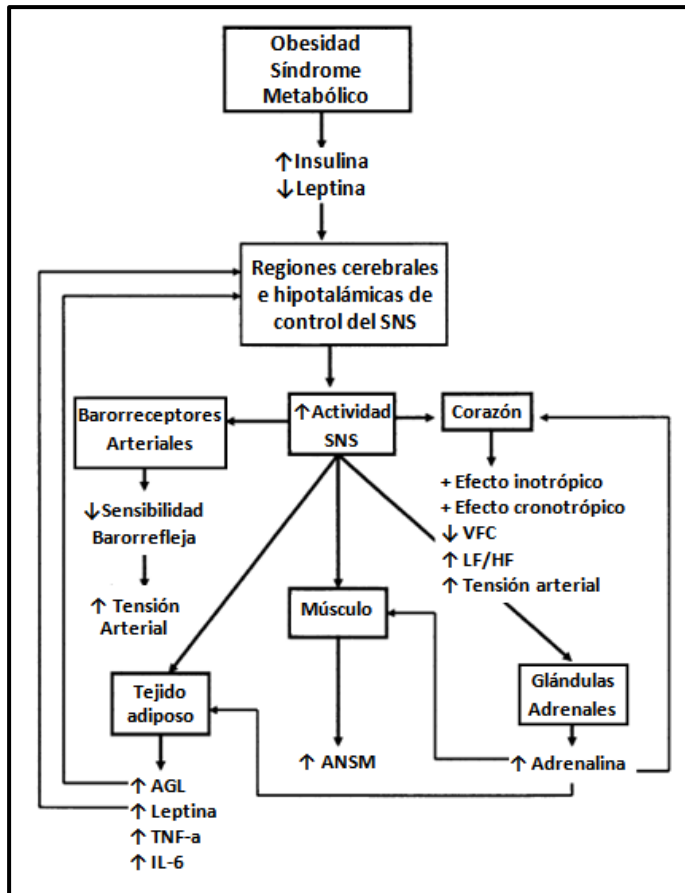 Obesidad
Síndrome
Metabólico
↑Insulina
↓Leptina
Regiones cerebrales
e hipotalámicas de
control del SNS
Barorreceptores
Arteriales
↑Actividad
SNS
Corazón
↓Sensibilidad
Barorrefleja
↑ Tensión
Arterial
+ Efecto inotrópico
+ Efecto cronotrópico
↓ VFC
↑ LF/HF
↑ Tensión arterial
Músculo
Tejido
adiposo
Glándulas
Adrenales
↑ ANSM
↑ Adrenalina
↑ AGL
↑ Leptina
↑ TNF-a
↑ IL-6